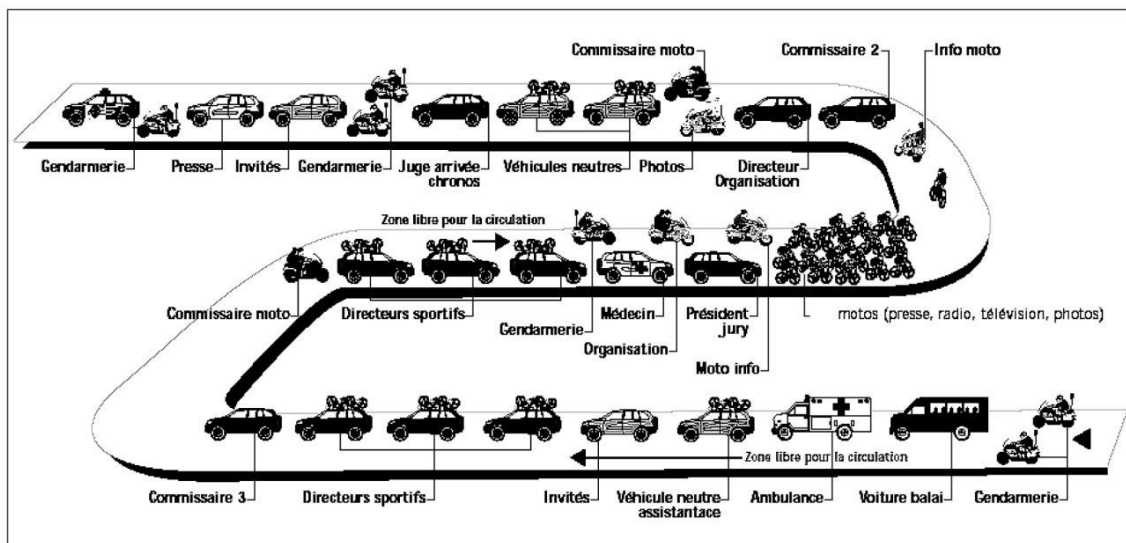 Commissaire moto
Commissaire 2
Info moto
Gendarmerie
Presse
Invités
Gendarmerie
Juge arrivée
chronos
Véhicules neutres
Photos
Directeur
Organisation
Zone libre pour la circulation
Commissaire moto
Directeurs sportifs
Gendarmerie
Médecin
Organisation
Président
jury
Moto info
motos (presse, radio, télévision, photos)
Zone libre pour la circulation
Commissaire 3
Directeurs sportifs
Invités
Véhicule neutre
assistantace
Ambulance
Voiture balai
Gendarmerie